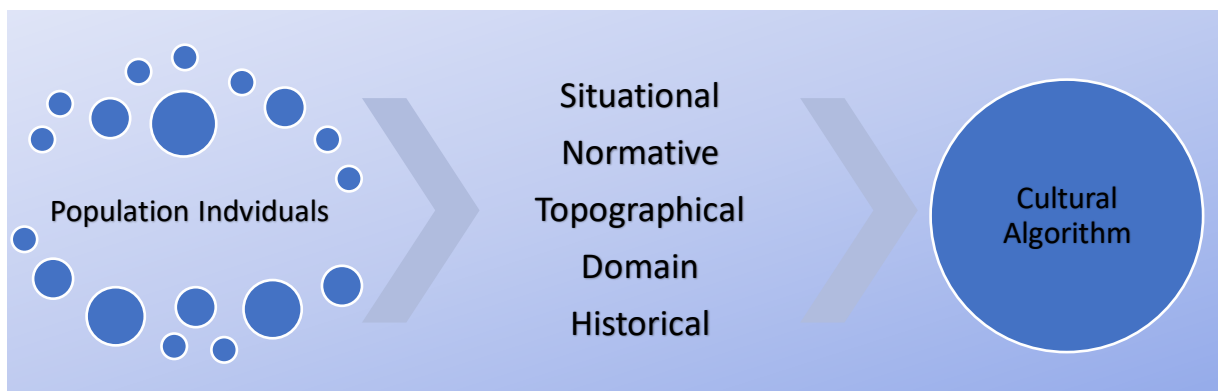 Population Indviduals
Situational
Normative
Topographical
Domain
Historical
Cultural
Algorithm